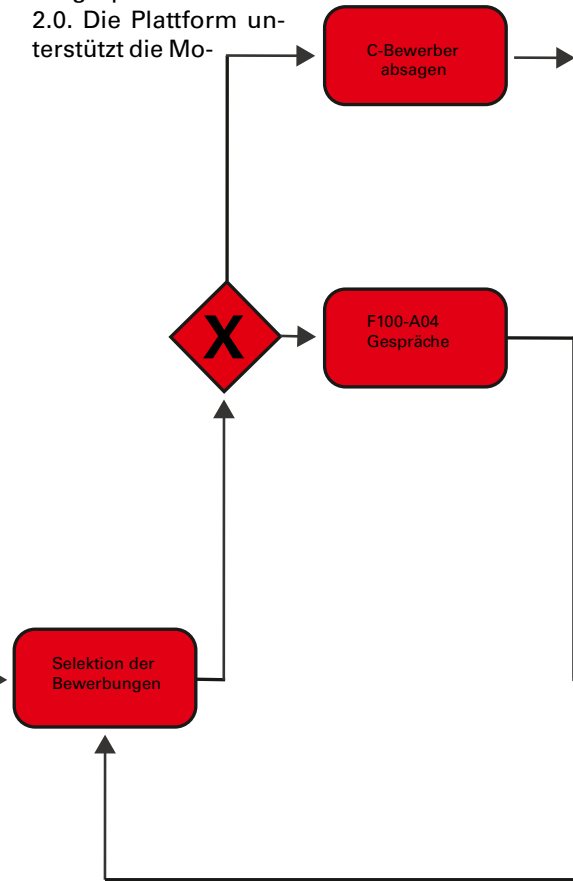 2.0. Die Plattform un-
terstützt die Mo-
C-Bewerber
absagen
X
F100-A04
Gespräche
Selektion der
Bewerbungen